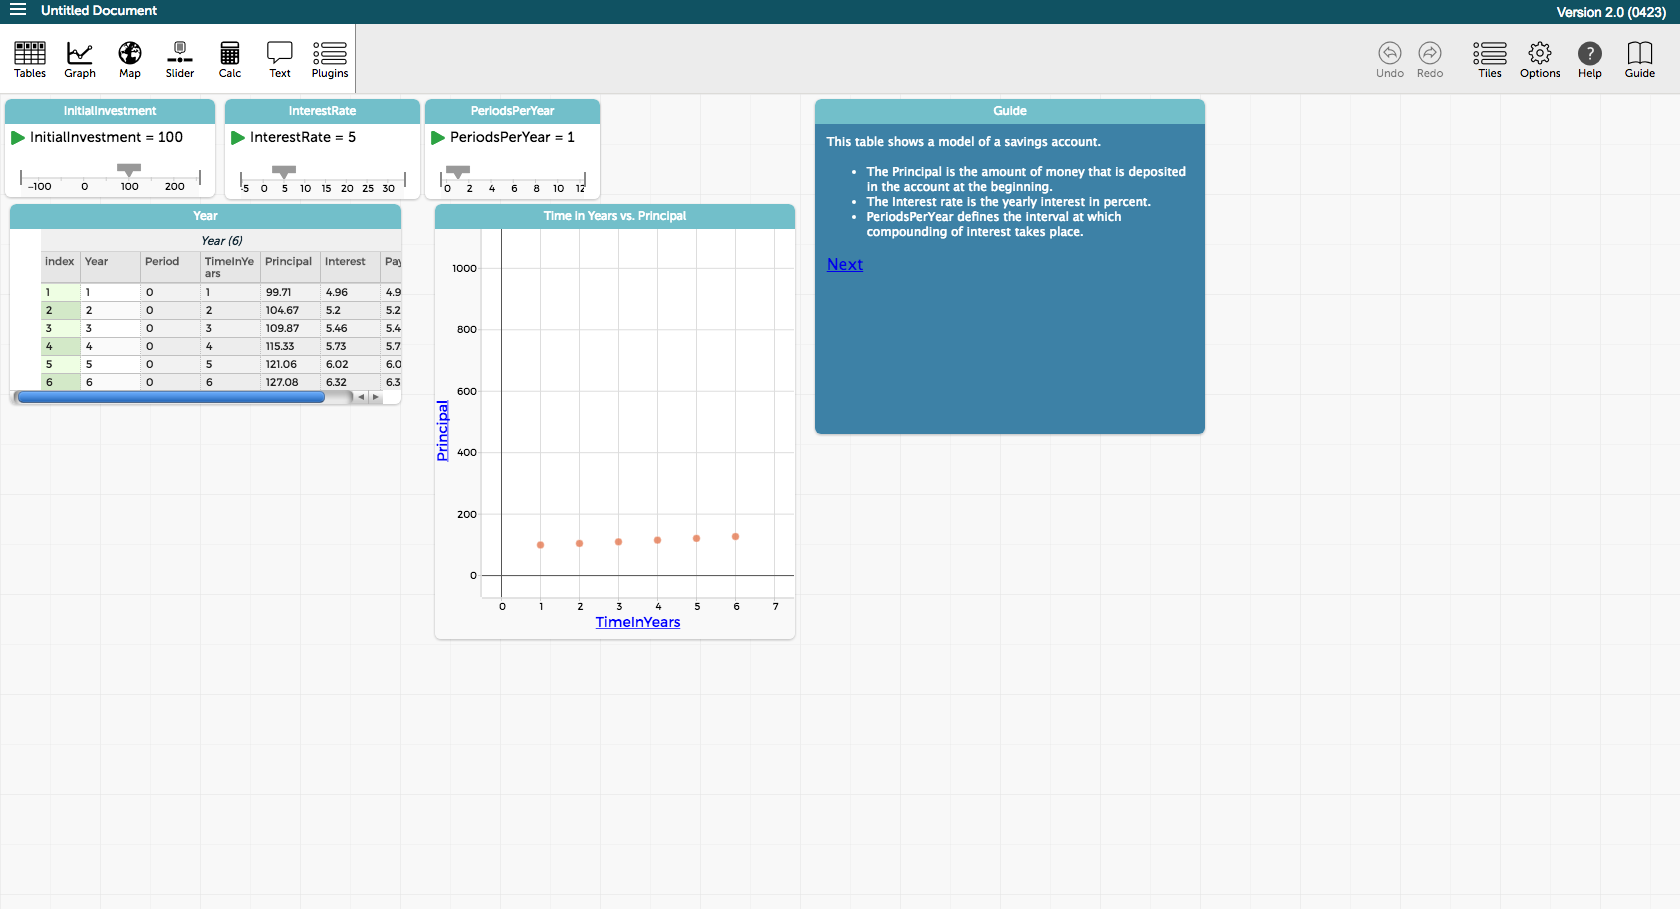 Untitled Document
Version 2.0 (0423)
Tables Graph Map Slider Calc Text Plugins
Undo Redo Tiles Options Help Guide
InitialInvestment
InitialInvestment = 100
-100 0 100 200
InterestRate
InterestRate = 5
-5 0 5 10 15 20 25 30
PeriodsPerYear
PeriodsPerYear = 1
0 2 4 6 8 10 12
Year
Year (6)
index Year Period TimeInYears Principal Interest Pay
1 1 0 1 99.71 4.96 4.9
2 2 0 2 104.67 5.2 5.2
3 3 0 3 109.87 5.46 5.4
4 4 0 4 115.33 5.73 5.7
5 5 0 5 121.06 6.02 6.0
6 6 0 6 127.08 6.32 6.3
Time in Years vs. Principal
1000
800
600
400
200
0
Principal
0 1 2 3 4 5 6 7
TimeInYears
Guide
This table shows a model of a savings account.
• The Principal is the amount of money that is deposited
in the account at the beginning.
• The Interest rate is the yearly interest in percent.
• PeriodsPerYear defines the interval at which
compounding of interest takes place.
Next